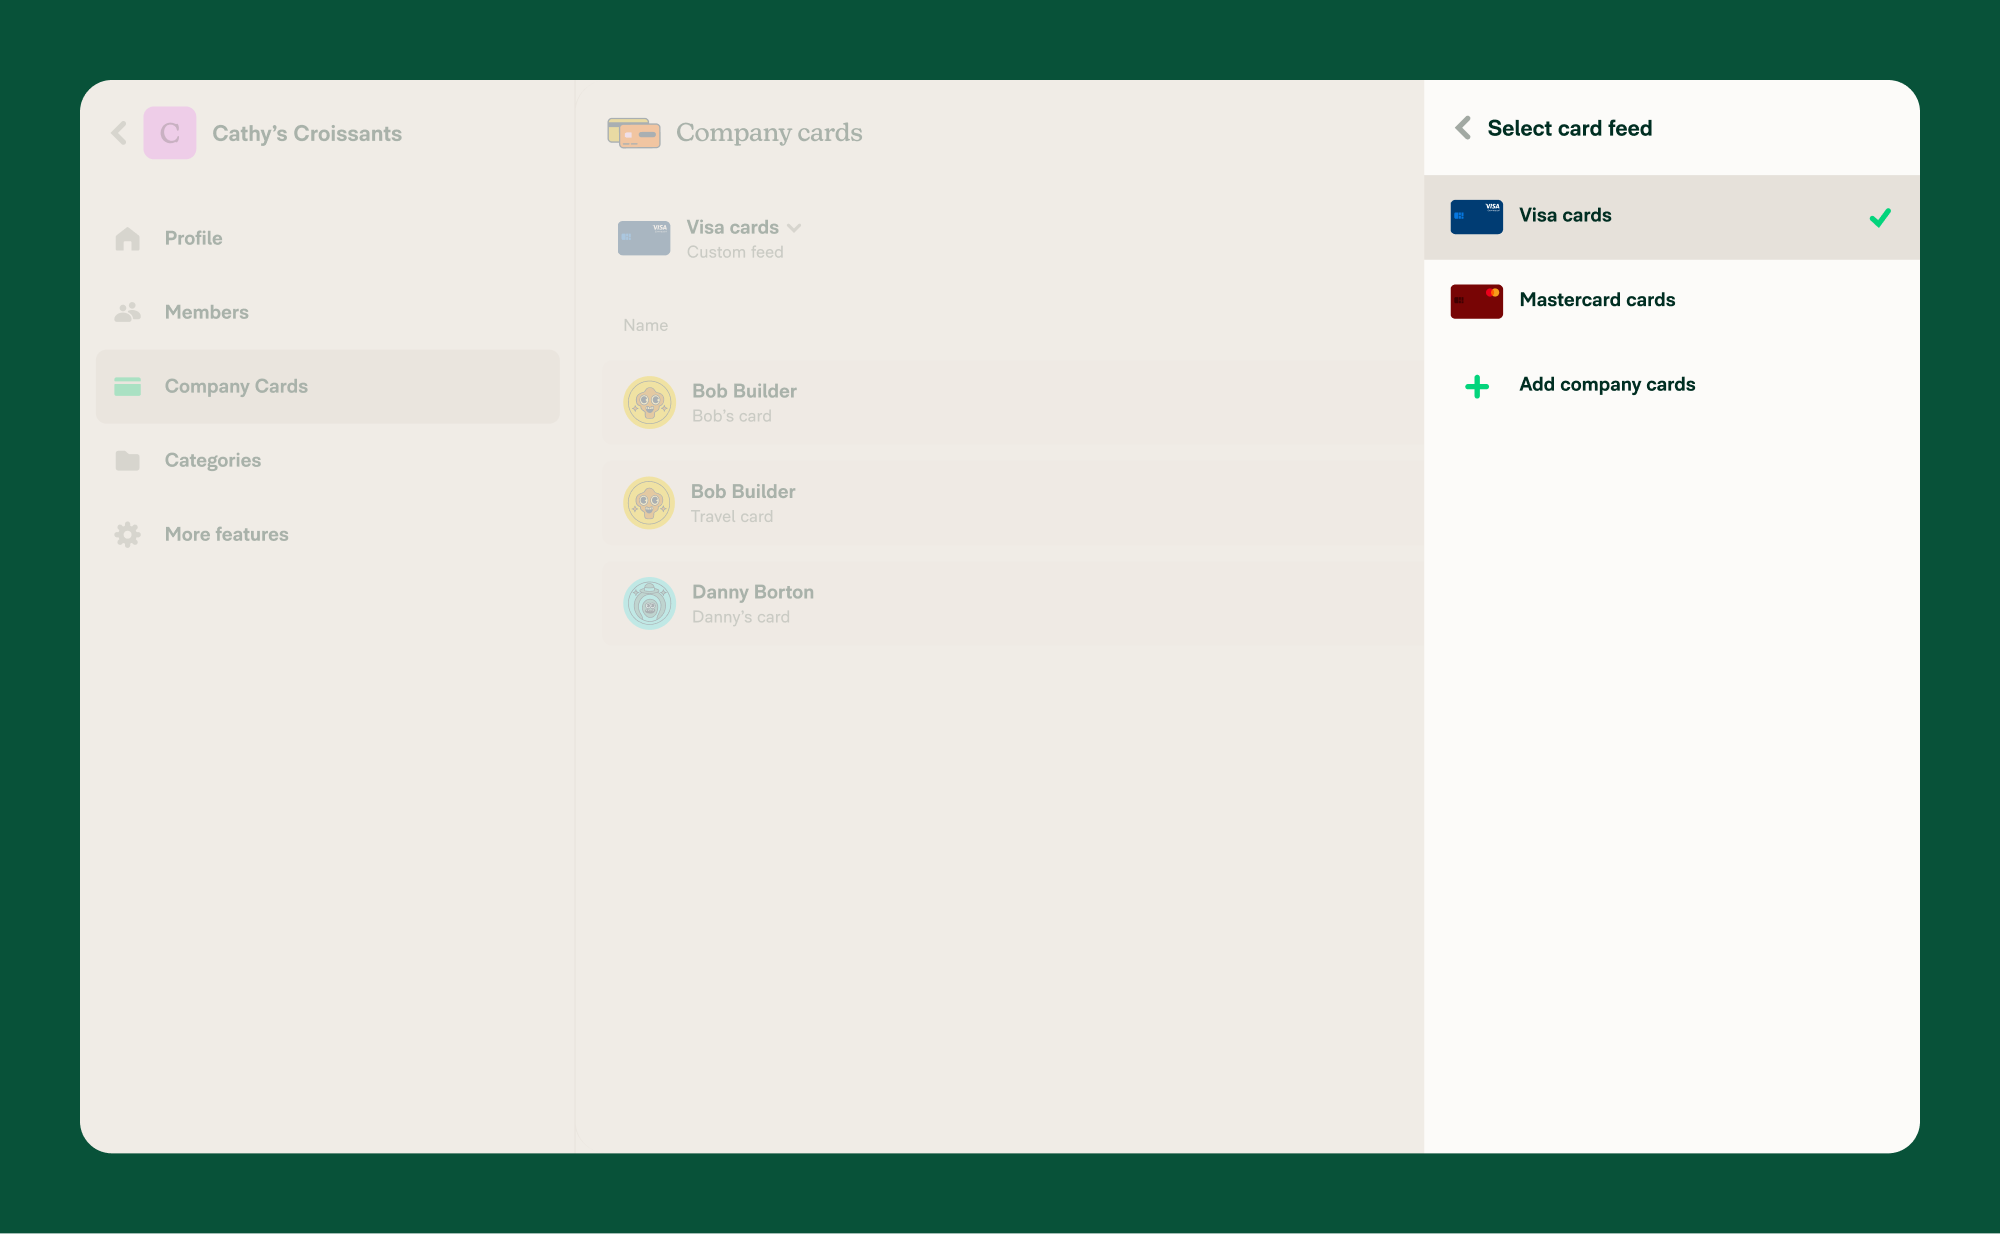 C
Cathy’s Croissants
Profile
Members
Company Cards
Categories
More features
Company cards
VISA
Visa cards
Custom feed
Name
Bob Builder
Bob’s card
Bob Builder
Travel card
Danny Borton
Danny’s card
Select card feed
VISA
Visa cards
Mastercard cards
Add company cards